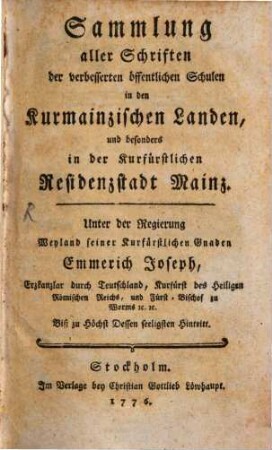 Sammlung
aller Schriften
der verbesserten öffentlichen Schulen
in den
Kurmainzischen Landen,
und besonders
in der Kurfürstlichen
Residenzstadt Mainz.
R
Unter der Regierung
Weyland seiner Kurfürstlichen Gnaden
Emmerich Joseph,
Erzkanzlar durch Teutschland, Kurfürst des Heiligen
Römischen Reichs, und Fürst-Bischof zu
Worms ꝛc. ꝛc.
Biß zu Höchst Dessen seeligsten Hintritt.
Stockholm.
Im Verlage bey Christian Gottlieb Löwhaupt.
1776.